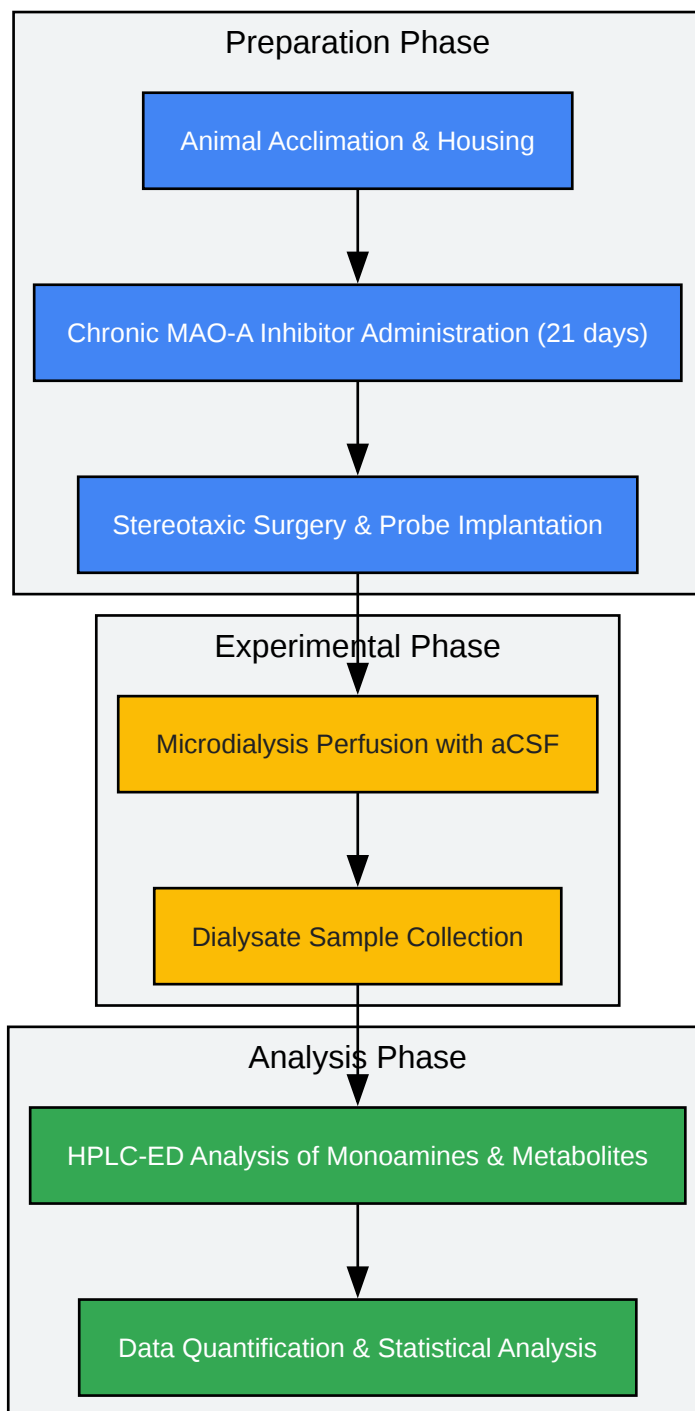 Preparation Phase
Animal Acclimation & Housing
Chronic MAO-A Inhibitor Administration (21 days)
Stereotaxic Surgery & Probe Implantation
Experimental Phase
Microdialysis Perfusion with aCSF
Dialysate Sample Collection
Analysis Phase
HPLC-ED Analysis of Monoamines & Metabolites
Data Quantification & Statistical Analysis